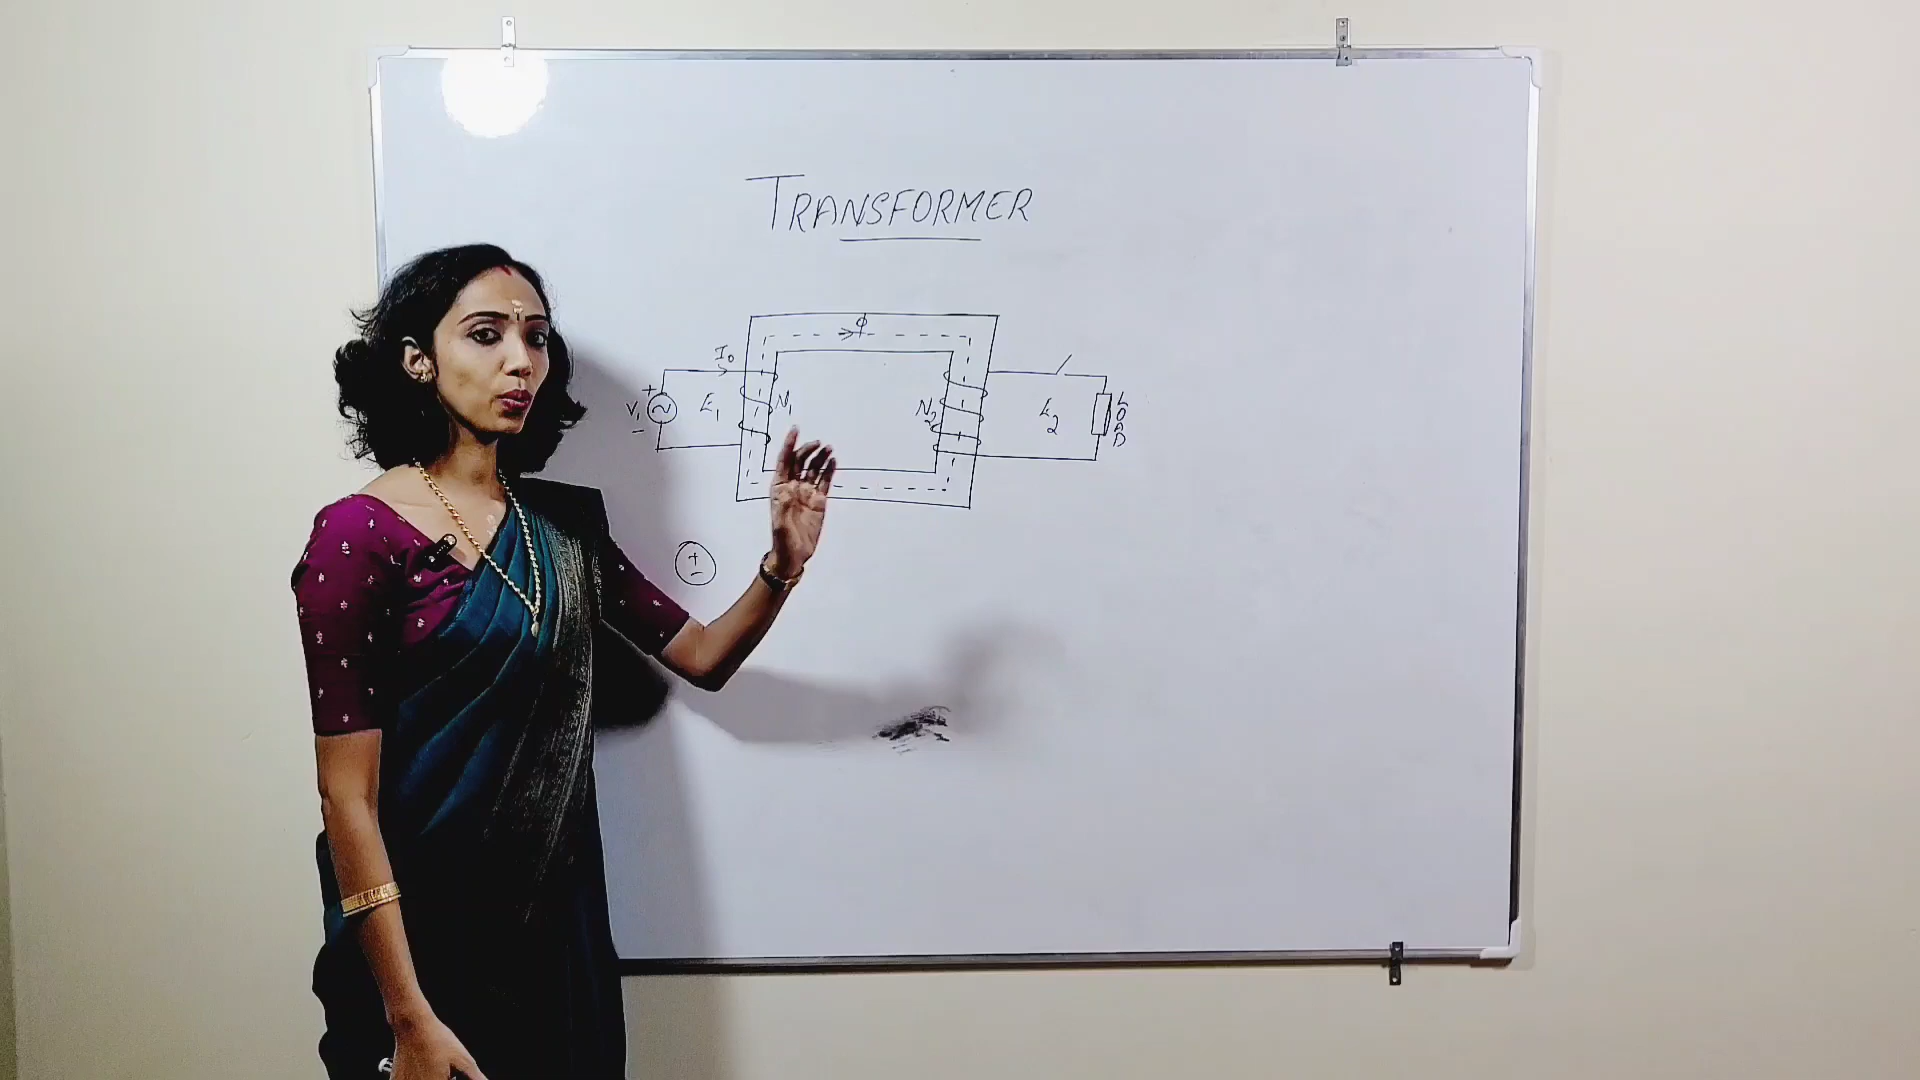 TRANSFORMER
ϕ
I₀
+
V₁
−
E₁
N₁
N₂
E₂
LOAD
+
−